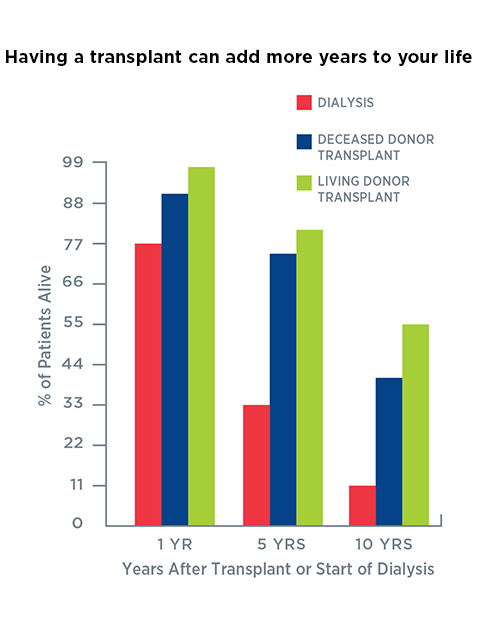 Having a transplant can add more years to your life
DIALYSIS
DECEASED DONOR
TRANSPLANT
LIVING DONOR
TRANSPLANT
99
88
77
66
55
44
33
22
11
0
% of Patients Alive
1 YR
5 YRS
10 YRS
Years After Transplant or Start of Dialysis